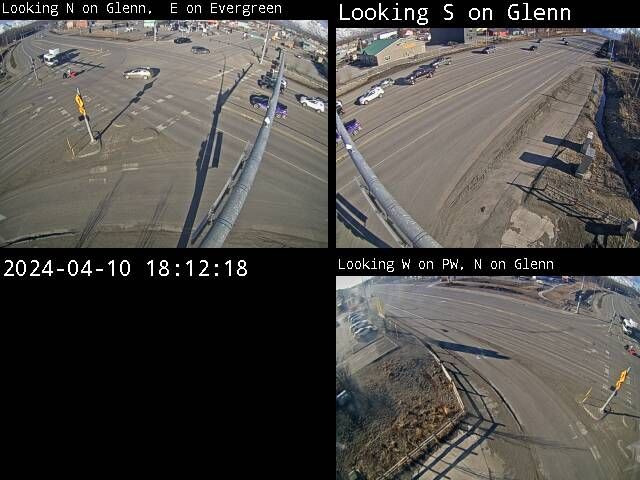 Looking N on Glenn, E on Evergreen
Looking S on Glenn
2024-04-10 18:12:18
Looking W on PW, N on Glenn